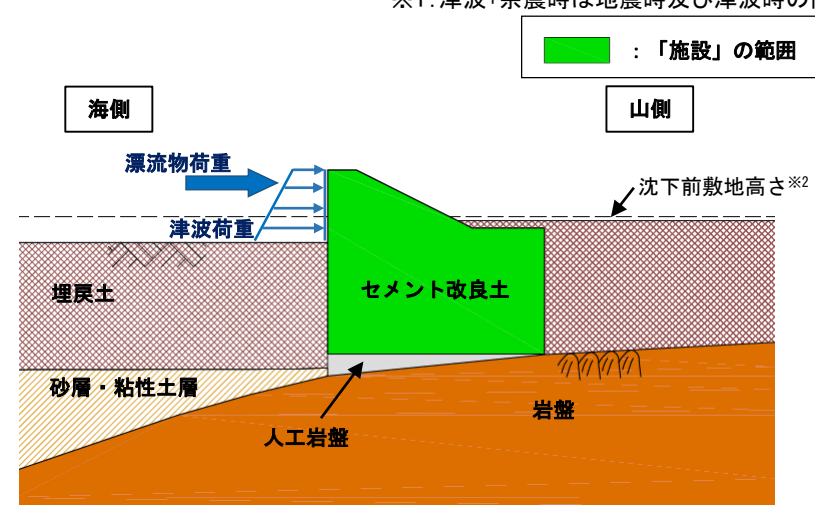 ：「施設」の範囲
海側
山側
漂流物荷重
沈下前敷地高さ※2
津波荷重
埋戻土
セメント改良土
砂層・粘性土層
岩盤
人工岩盤